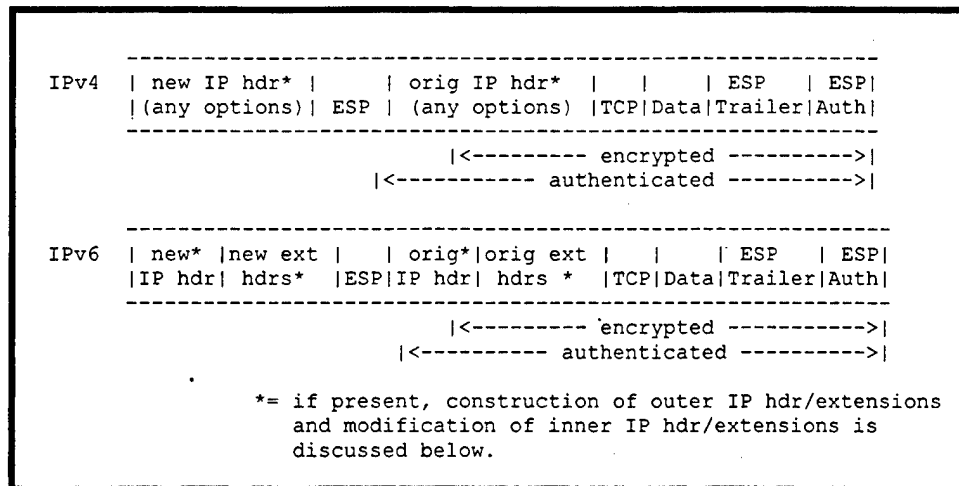 -----------------------------------------------------------
IPv4 | new IP hdr* | | orig IP hdr* | | | ESP | ESP|
|(any options)| ESP | (any options) |TCP|Data|Trailer|Auth|
-----------------------------------------------------------
|<--------- encrypted ---------->|
|<----------- authenticated ---------->|
------------------------------------------------------------
IPv6 | new* |new ext | | orig*|orig ext | | | ESP | ESP|
|IP hdr| hdrs* |ESP|IP hdr| hdrs * |TCP|Data|Trailer|Auth|
------------------------------------------------------------
|<--------- encrypted ----------->|
|<---------- authenticated ---------->|
*= if present, construction of outer IP hdr/extensions
and modification of inner IP hdr/extensions is
discussed below.